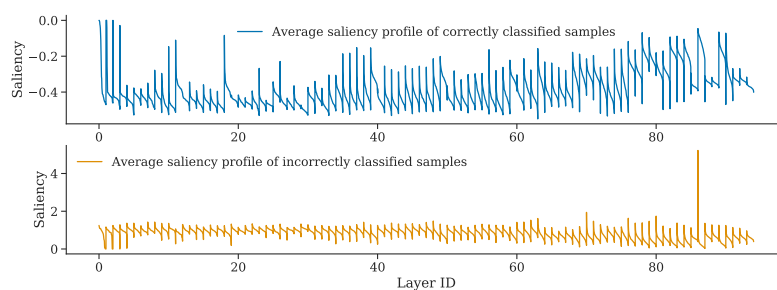 Average saliency profile of correctly classified samples
Saliency
0.0
−0.2
−0.4
0 20 40 60 80
Average saliency profile of incorrectly classified samples
Saliency
4
2
0
0 20 40 60 80
Layer ID